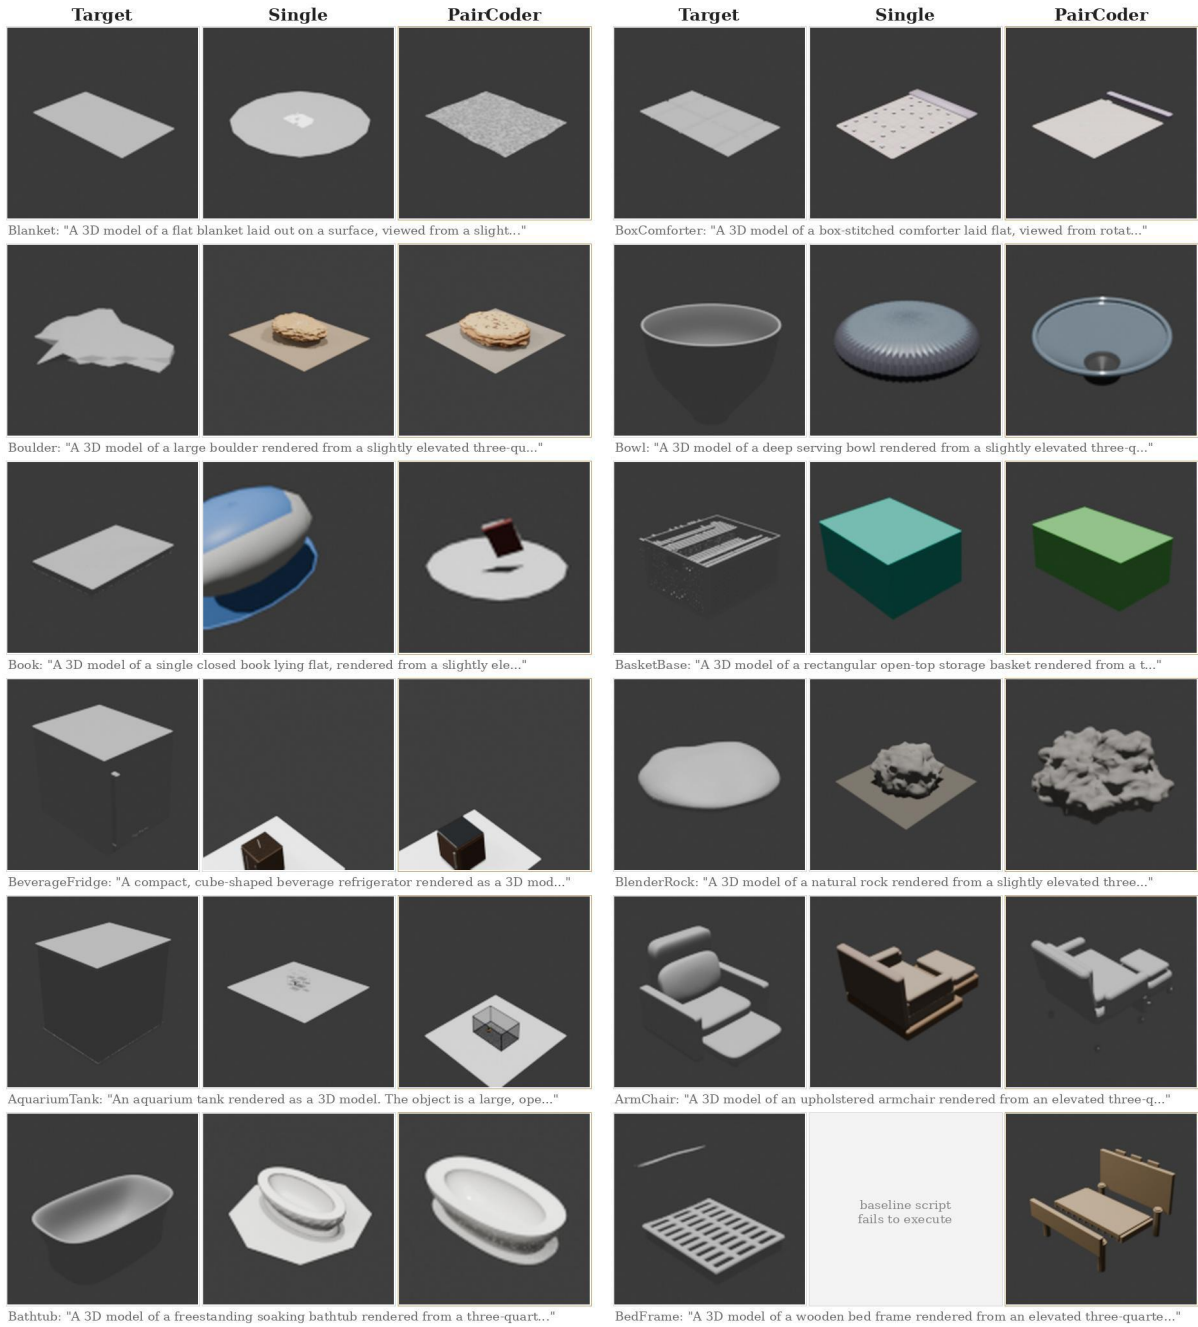 Target Single PairCoder Target Single PairCoder
Blanket: "A 3D model of a flat blanket laid out on a surface, viewed from a slight..."
BoxComforter: "A 3D model of a box-stitched comforter laid flat, viewed from rotat..."
Boulder: "A 3D model of a large boulder rendered from a slightly elevated three-qu..."
Bowl: "A 3D model of a deep serving bowl rendered from a slightly elevated three-q..."
Book: "A 3D model of a single closed book lying flat, rendered from a slightly ele..."
BasketBase: "A 3D model of a rectangular open-top storage basket rendered from a t..."
BeverageFridge: "A compact, cube-shaped beverage refrigerator rendered as a 3D mod..."
BlenderRock: "A 3D model of a natural rock rendered from a slightly elevated three..."
AquariumTank: "An aquarium tank rendered as a 3D model. The object is a large, ope..."
ArmChair: "A 3D model of an upholstered armchair rendered from an elevated three-q..."
baseline script
fails to execute
Bathtub: "A 3D model of a freestanding soaking bathtub rendered from a three-quart..."
BedFrame: "A 3D model of a wooden bed frame rendered from an elevated three-quarte..."